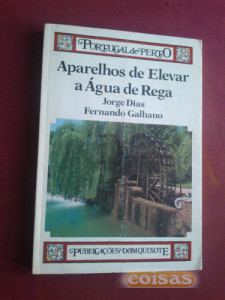 PORTUGAL de PERTO
Aparelhos de Elevar
a Água de Rega
Jorge Dias
Fernando Galhano
PUBLICAÇÕES DOM QUIXOTE
coisas